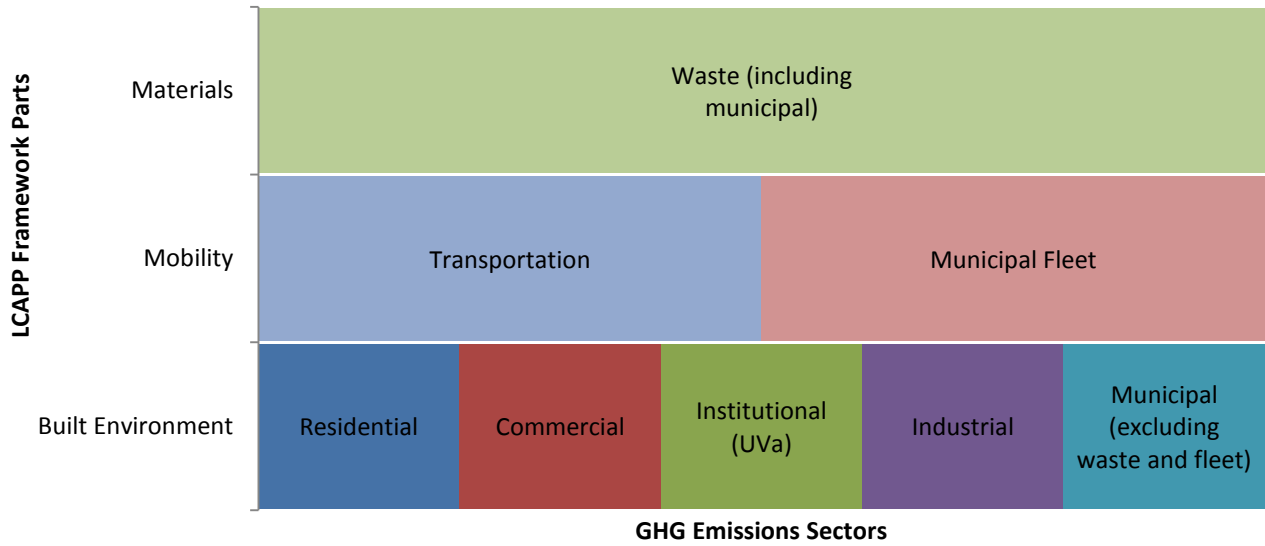 LCAPP Framework Parts
Materials
Waste (including
municipal)
Mobility
Transportation
Municipal Fleet
Built Environment
Residential
Commercial
Institutional
(UVa)
Industrial
Municipal
(excluding
waste and fleet)
GHG Emissions Sectors